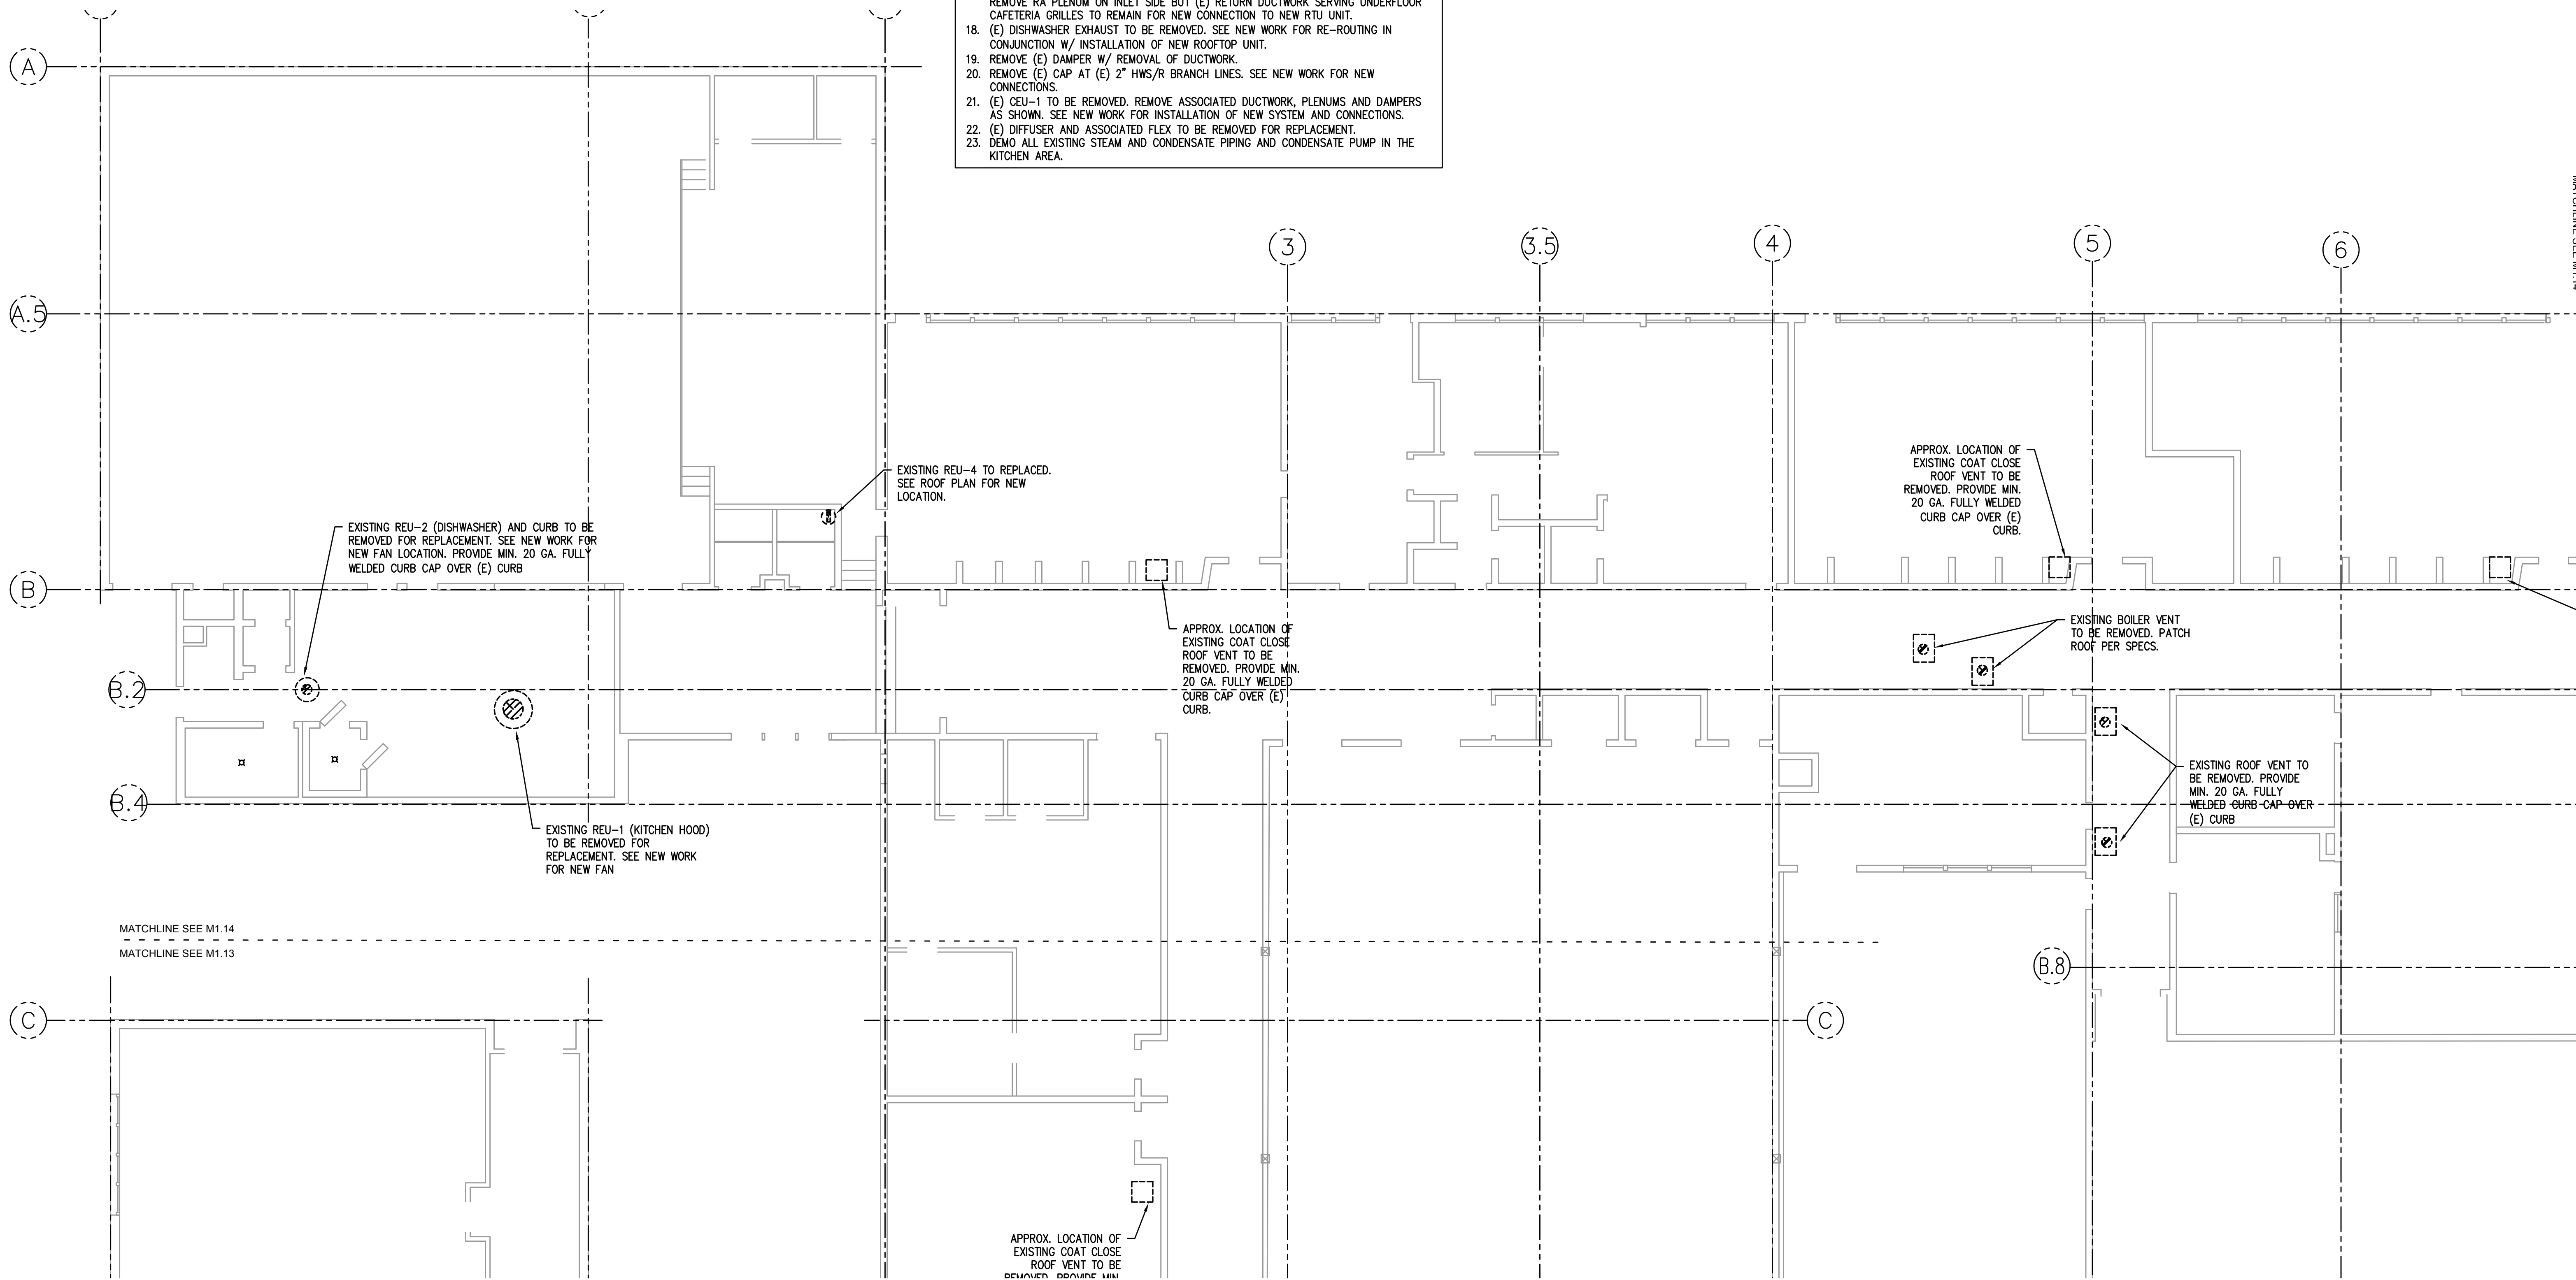 REMOVE RA PLENUM ON INLET SIDE BUT (E) RETURN DUCTWORK SERVING UNDERFLOOR
CAFETERIA GRILLES TO REMAIN FOR NEW CONNECTION TO NEW RTU UNIT.
18. (E) DISHWASHER EXHAUST TO BE REMOVED. SEE NEW WORK FOR RE-ROUTING IN
CONJUNCTION W/ INSTALLATION OF NEW ROOFTOP UNIT.
19. REMOVE (E) DAMPER W/ REMOVAL OF DUCTWORK.
20. REMOVE (E) CAP AT (E) 2" HWS/R BRANCH LINES. SEE NEW WORK FOR NEW
CONNECTIONS.
21. (E) CEU-1 TO BE REMOVED. REMOVE ASSOCIATED DUCTWORK, PLENUMS AND DAMPERS
AS SHOWN. SEE NEW WORK FOR INSTALLATION OF NEW SYSTEM AND CONNECTIONS.
22. (E) DIFFUSER AND ASSOCIATED FLEX TO BE REMOVED FOR REPLACEMENT.
23. DEMO ALL EXISTING STEAM AND CONDENSATE PIPING AND CONDENSATE PUMP IN THE
KITCHEN AREA.
A
MATCHLINE SEE M1.14
3
3.5
4
5
6
A.5
EXISTING REU-4 TO REPLACED.
SEE ROOF PLAN FOR NEW
LOCATION.
APPROX. LOCATION OF
EXISTING COAT CLOSE
ROOF VENT TO BE
REMOVED. PROVIDE MIN.
20 GA. FULLY WELDED
CURB CAP OVER (E)
CURB.
EXISTING REU-2 (DISHWASHER) AND CURB TO BE
REMOVED FOR REPLACEMENT. SEE NEW WORK FOR
NEW FAN LOCATION. PROVIDE MIN. 20 GA. FULLY
WELDED CURB CAP OVER (E) CURB
B
APPROX. LOCATION OF
EXISTING COAT CLOSE
ROOF VENT TO BE
REMOVED. PROVIDE MIN.
20 GA. FULLY WELDED
CURB CAP OVER (E)
CURB.
EXISTING BOILER VENT
TO BE REMOVED. PATCH
ROOF PER SPECS.
B.2
EXISTING ROOF VENT TO
BE REMOVED. PROVIDE
MIN. 20 GA. FULLY
WELDED CURB CAP OVER
(E) CURB
B.4
EXISTING REU-1 (KITCHEN HOOD)
TO BE REMOVED FOR
REPLACEMENT. SEE NEW WORK
FOR NEW FAN
MATCHLINE SEE M1.14
MATCHLINE SEE M1.13
B.8
C
C
APPROX. LOCATION OF
EXISTING COAT CLOSE
ROOF VENT TO BE
REMOVED. PROVIDE MIN.